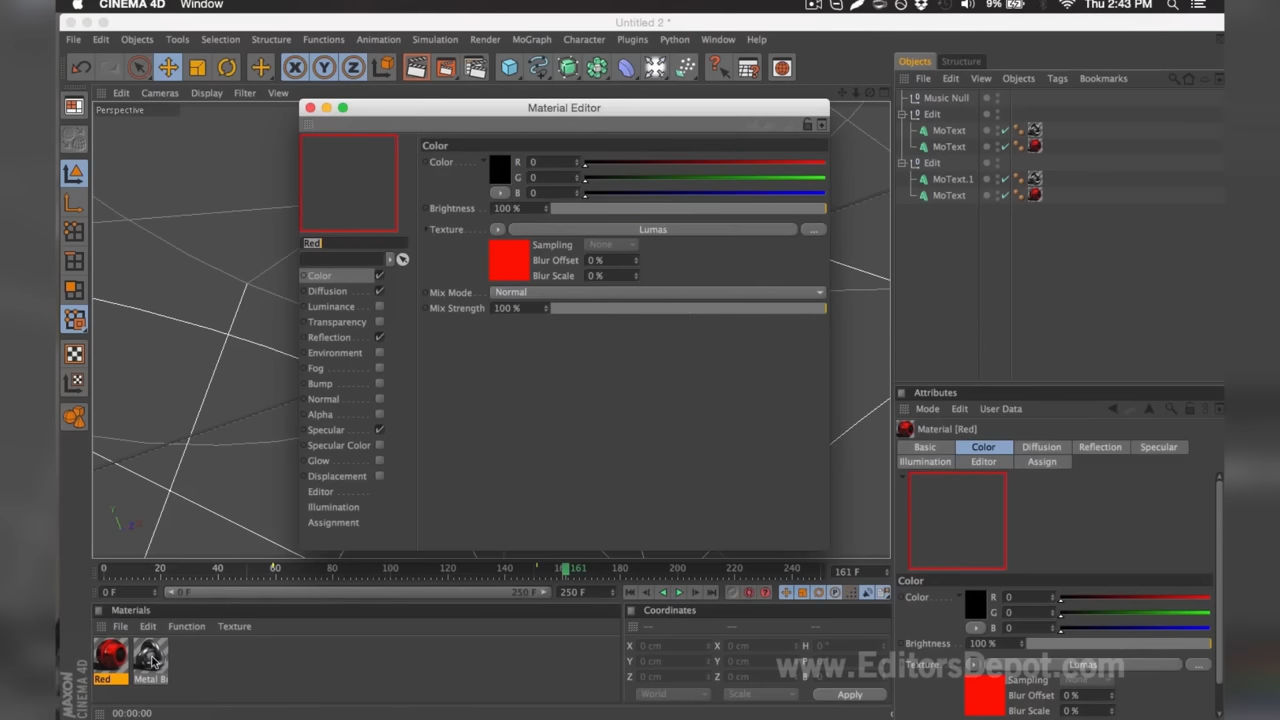 CINEMA 4D Window
9% Thu 2:43 PM
Untitled 2 *
File Edit Objects Tools Selection Structure Functions Animation Simulation Render MoGraph Character Plugins Python Window Help
X Y Z
Edit Cameras Display Filter View
Perspective
Material Editor
Color
Color R 0
G 0
B 0
Brightness 100 %
Texture Lumas ...
Sampling None
Blur Offset 0 %
Blur Scale 0 %
Mix Mode Normal
Mix Strength 100 %
Red
Color
Diffusion
Luminance
Transparency
Reflection
Environment
Fog
Bump
Normal
Alpha
Specular
Specular Color
Glow
Displacement
Editor
Illumination
Assignment
Objects Structure
File Edit View Objects Tags Bookmarks
Music Null
Edit
MoText
MoText
Edit
MoText.1
MoText
Attributes
Mode Edit User Data
Material [Red]
Basic Color Diffusion Reflection Specular
Illumination Editor Assign
Color
Color R 0
G 0
B 0
Brightness 100 %
Texture Lumas ...
Sampling
Blur Offset 0 %
Blur Scale 0 %
Y
Z X
0 20 40 60 80 100 120 140 161 180 200 220 240
161 F
0 F 0 F 250 F 250 F
Materials
File Edit Function Texture
Red Metal Br
Coordinates
-- -- --
X 0 cm X 0 cm H 0 °
Y 0 cm Y 0 cm P 0 °
Z 0 cm Z 0 cm B 0 °
World Scale Apply
www.EditorsDepot.com
MAXON
CINEMA 4D
00:00:00